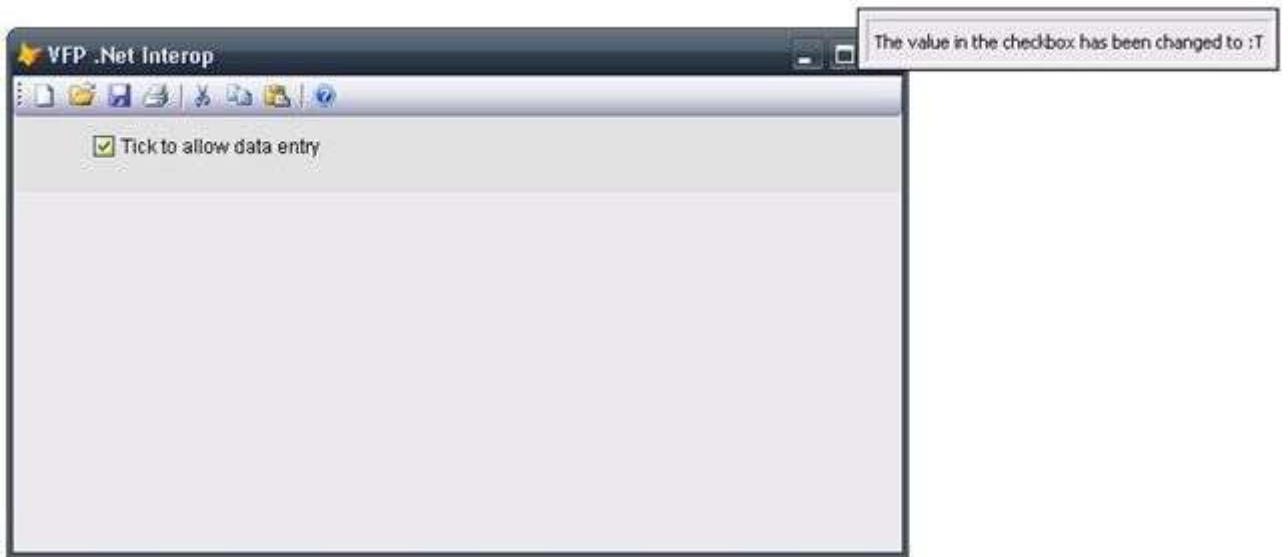 VFP .Net Interop
The value in the checkbox has been changed to :T
Tick to allow data entry